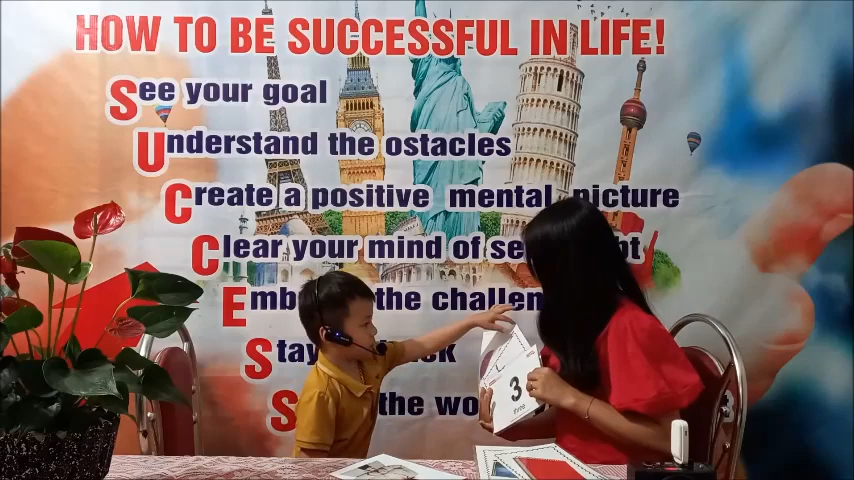 HOW TO BE SUCCESSFUL IN LIFE!
See your goal
Understand the ostacles
Create a positive mental picture
Clear your mind of se
Emb the challen
Stay
S the wo
3
three